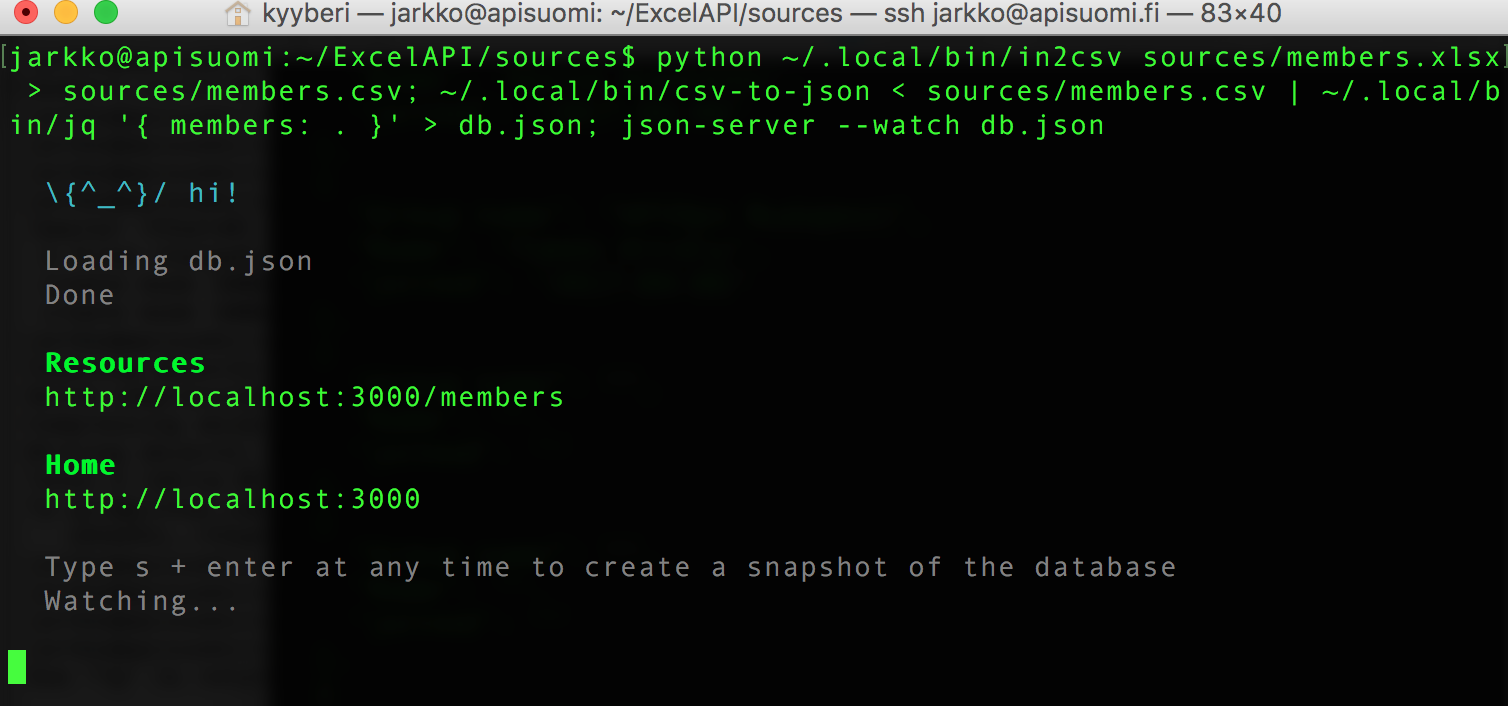 kyyberi — jarkko@apisuomi: ~/ExcelAPI/sources — ssh jarkko@apisuomi.fi — 83×40
[jarkko@apisuomi:~/ExcelAPI/sources$ python ~/.local/bin/in2csv sources/members.xlsx]
> sources/members.csv; ~/.local/bin/csv-to-json < sources/members.csv | ~/.local/b
in/jq '{ members: . }' > db.json; json-server --watch db.json
\{^_^}/ hi!
Loading db.json
Done
Resources
http://localhost:3000/members
Home
http://localhost:3000
Type s + enter at any time to create a snapshot of the database
Watching...